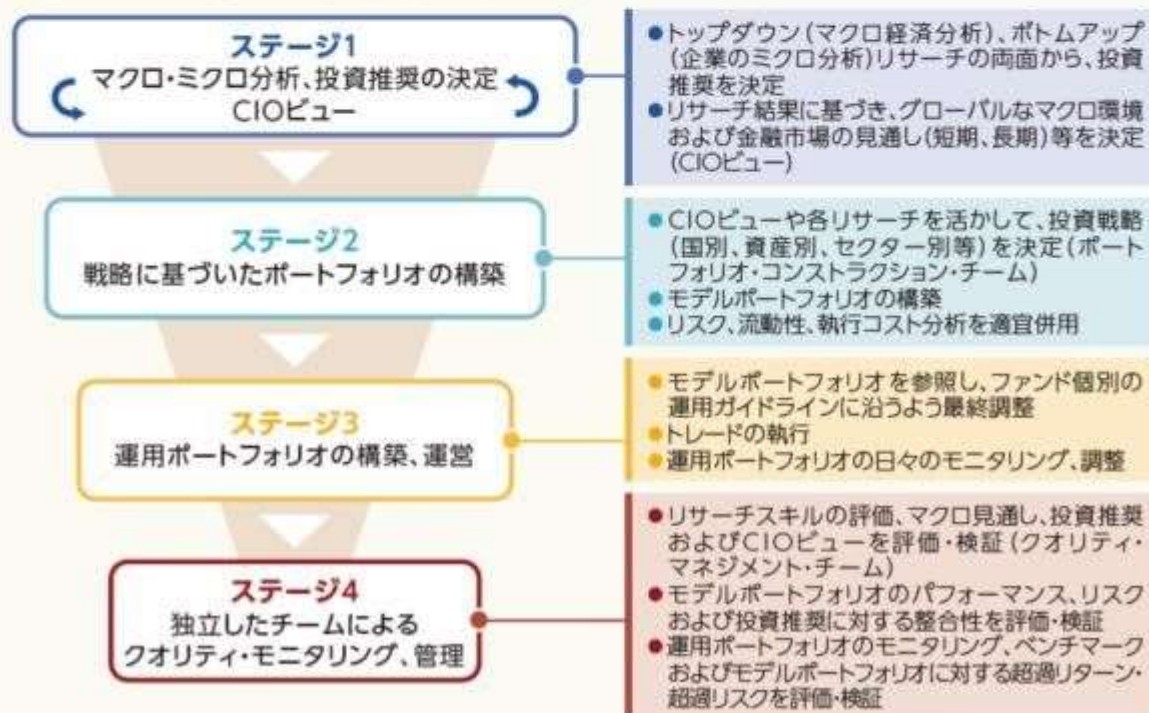 ステージ1
マクロ・ミクロ分析、投資推奨の決定
CIOビュー
●トップダウン(マクロ経済分析)、ボトムアップ
(企業のミクロ分析)リサーチの両面から、投資
推奨を決定
●リサーチ結果に基づき、グローバルなマクロ環境
および金融市場の見通し(短期、長期)等を決定
(CIOビュー)
ステージ2
戦略に基づいたポートフォリオの構築
●CIOビューや各リサーチを活かして、投資戦略
(国別、資産別、セクター別等)を決定(ポート
フォリオ・コンストラクション・チーム)
●モデルポートフォリオの構築
●リスク、流動性、執行コスト分析を適宜併用
ステージ3
運用ポートフォリオの構築、運営
●モデルポートフォリオを参照し、ファンド個別の
運用ガイドラインに沿うよう最終調整
●トレードの執行
●運用ポートフォリオの日々のモニタリング、調整
ステージ4
独立したチームによる
クオリティ・モニタリング、管理
●リサーチスキルの評価、マクロ見通し、投資推奨
およびCIOビューを評価・検証(クオリティ・
マネジメント・チーム)
●モデルポートフォリオのパフォーマンス、リスク
および投資推奨に対する整合性を評価・検証
●運用ポートフォリオのモニタリング、ベンチマーク
およびモデルポートフォリオに対する超過リターン・
超過リスクを評価・検証